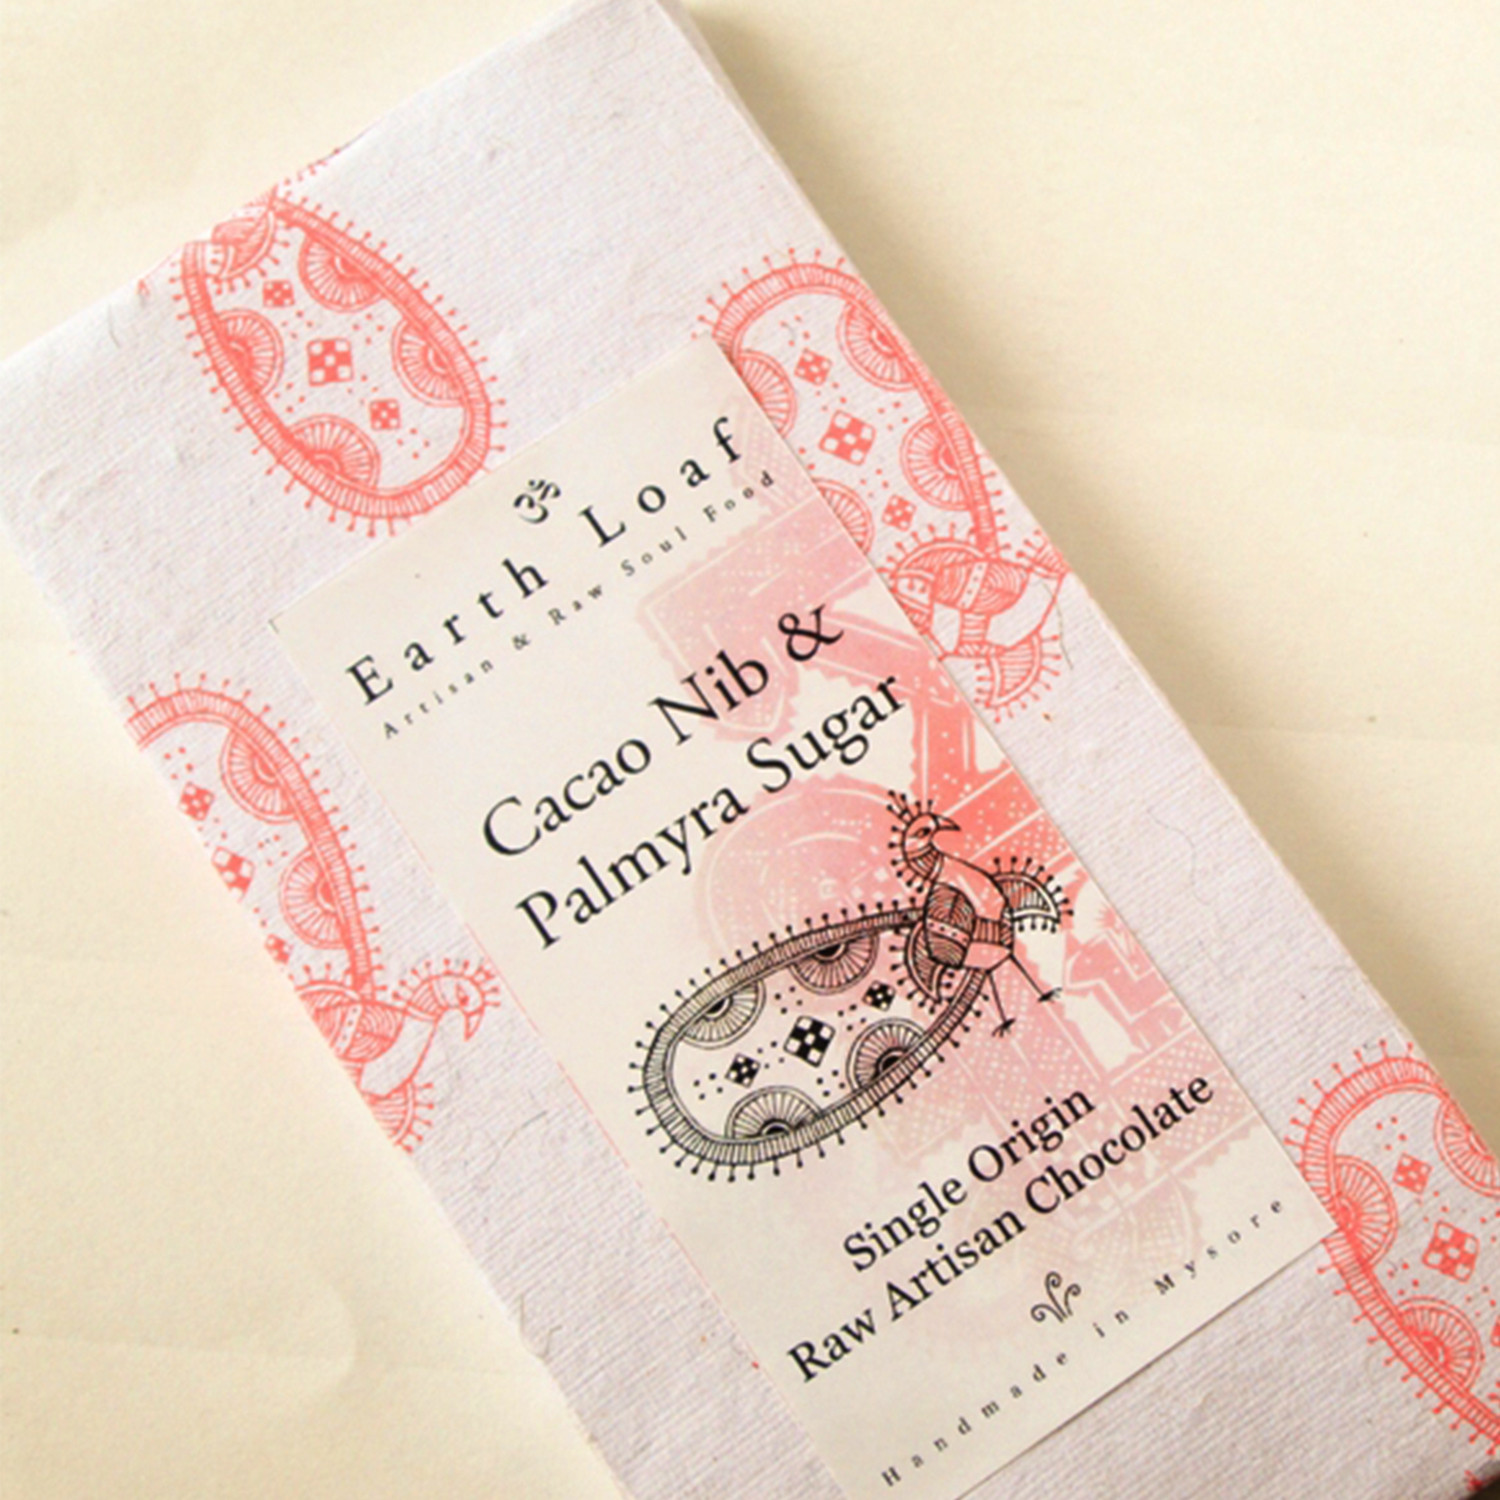 ॐ
Earth Loaf
Artisan & Raw Soul Food
Cacao Nib &
Palmyra Sugar
Single Origin
Raw Artisan Chocolate
Handmade in Mysore